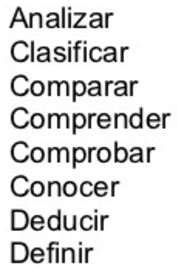 Analizar
Clasificar
Comparar
Comprender
Comprobar
Conocer
Deducir
Definir